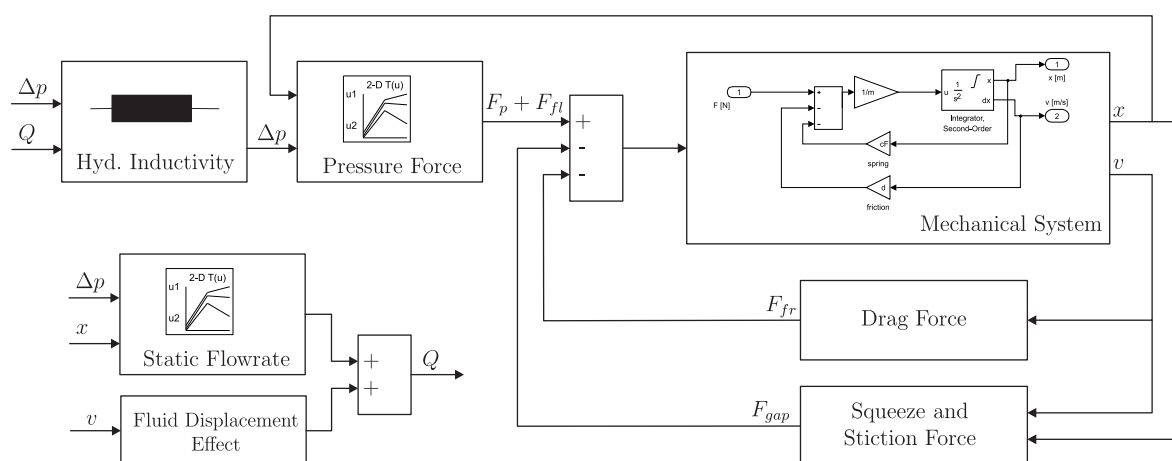 Δp
Q
Hyd. Inductivity
Δp
2-D T(u)
u1
u2
Pressure Force
F_p + F_fl
+
-
-
1
F [N]
+
-
-
1/m
u
1/s²
∫
x
dx
Integrator,
Second-Order
1
x [m]
v [m/s]
2
cF
spring
d
friction
Mechanical System
x
v
Δp
x
2-D T(u)
u1
u2
Static Flowrate
v
Fluid Displacement
Effect
+
+
Q
F_fr
Drag Force
F_gap
Squeeze and
Stiction Force